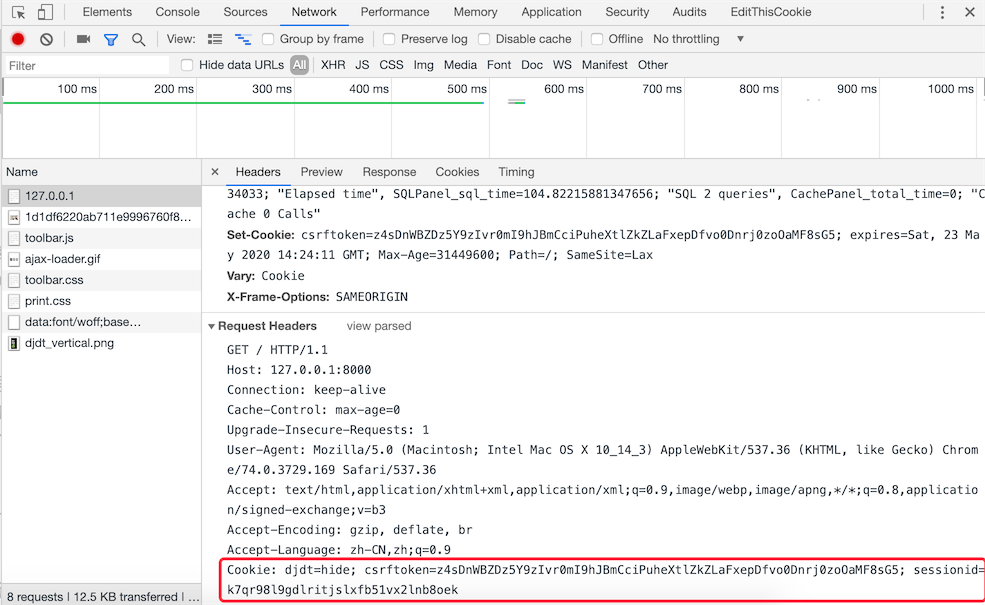 Elements Console Sources Network Performance Memory Application Security Audits EditThisCookie
View: Group by frame Preserve log Disable cache Offline No throttling
Filter Hide data URLs All XHR JS CSS Img Media Font Doc WS Manifest Other
100 ms 200 ms 300 ms 400 ms 500 ms 600 ms 700 ms 800 ms 900 ms 1000 ms
Name
127.0.0.1
1d1df6220ab711e9996760f8...
toolbar.js
ajax-loader.gif
toolbar.css
print.css
data:font/woff;base...
djdt_vertical.png
8 requests | 12.5 KB transferred | ...
× Headers Preview Response Cookies Timing
34033; "Elapsed time", SQLPanel_sql_time=104.82215881347656; "SQL 2 queries", CachePanel_total_time=0; "C
ache 0 Calls"
Set-Cookie: csrftoken=z4sDnWBZDz5Y9zIvr0mI9hJBmCciPuheXtlZkZLaFxepDfvo0Dnrj0zoOaMF8sG5; expires=Sat, 23 Ma
y 2020 14:24:11 GMT; Max-Age=31449600; Path=/; SameSite=Lax
Vary: Cookie
X-Frame-Options: SAMEORIGIN
Request Headers view parsed
GET / HTTP/1.1
Host: 127.0.0.1:8000
Connection: keep-alive
Cache-Control: max-age=0
Upgrade-Insecure-Requests: 1
User-Agent: Mozilla/5.0 (Macintosh; Intel Mac OS X 10_14_3) AppleWebKit/537.36 (KHTML, like Gecko) Chrom
e/74.0.3729.169 Safari/537.36
Accept: text/html,application/xhtml+xml,application/xml;q=0.9,image/webp,image/apng,*/*;q=0.8,applicatio
n/signed-exchange;v=b3
Accept-Encoding: gzip, deflate, br
Accept-Language: zh-CN,zh;q=0.9
Cookie: djdt=hide; csrftoken=z4sDnWBZDz5Y9zIvr0mI9hJBmCciPuheXtlZkZLaFxepDfvo0Dnrj0zoOaMF8sG5; sessionid=
k7qr98l9gdlritjslxfb51vx2lnb8oek